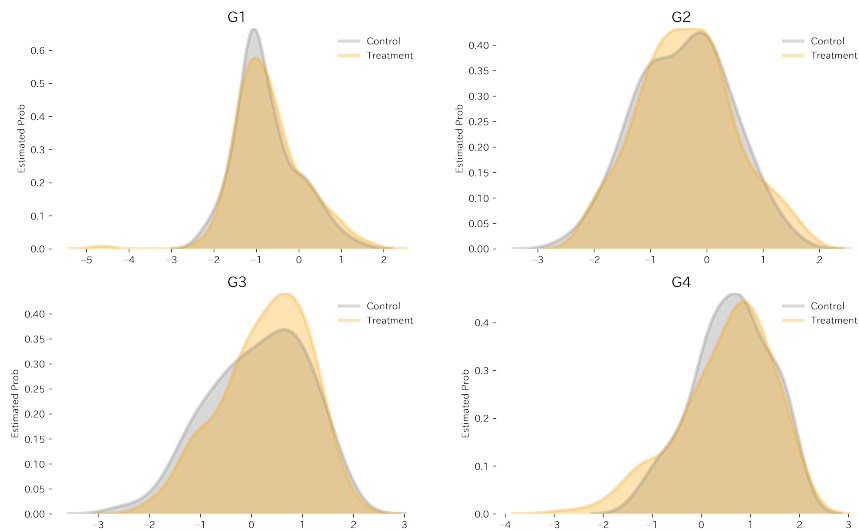 G1
Control
Treatment
Estimated Prob
0.6
0.5
0.4
0.3
0.2
0.1
0.0
−5 −4 −3 −2 −1 0 1 2
G2
Control
Treatment
Estimated Prob
0.40
0.35
0.30
0.25
0.20
0.15
0.10
0.05
0.00
−3 −2 −1 0 1 2
G3
Control
Treatment
Estimated Prob
0.40
0.35
0.30
0.25
0.20
0.15
0.10
0.05
0.00
−3 −2 −1 0 1 2 3
G4
Control
Treatment
Estimated Prob
0.4
0.3
0.2
0.1
0.0
−4 −3 −2 −1 0 1 2 3